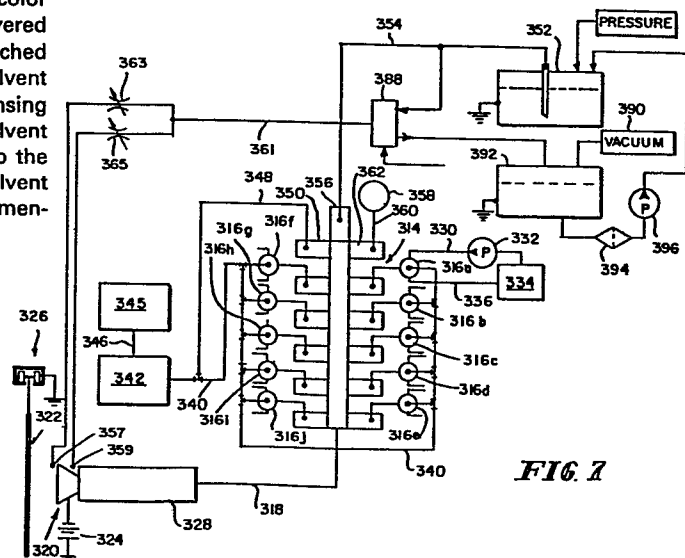 color
vered
ched
lvent
nsing
lvent
o the
lvent
men-
363
365
361
354
388
352
PRESSURE
390
VACUUM
392
394
396
348
350
356
362
358
360
314
330
332
P
334
336
316f
316g
316h
316i
316j
316a
316b
316c
316d
316e
345
346
342
340
340
326
322
357
359
320
324
328
318
P
FIG. 7